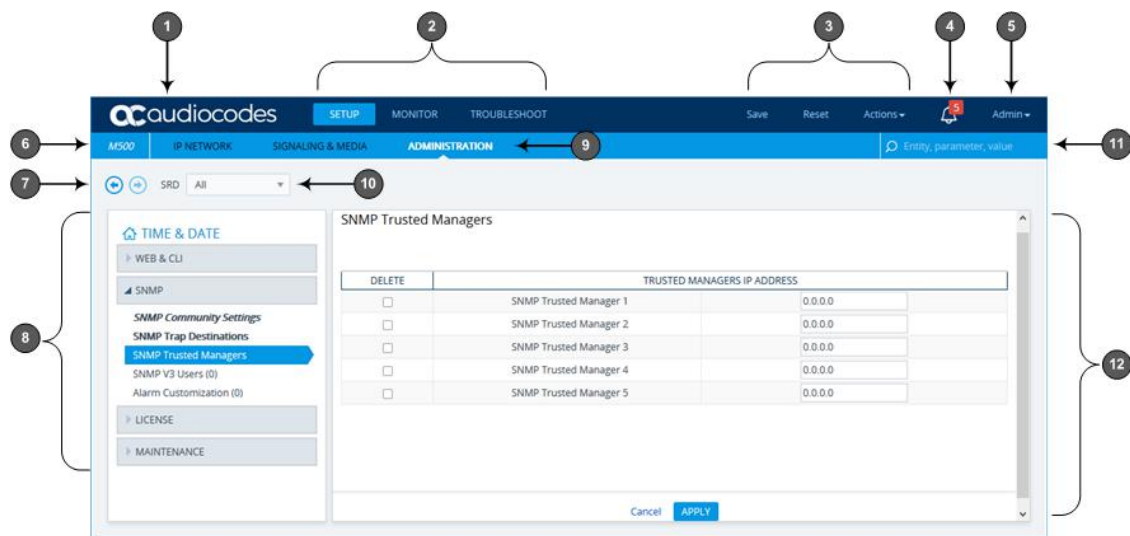 1
2
3
4
5
audiocodes SETUP MONITOR TROUBLESHOOT Save Reset Actions 5 Admin
6 M500 IP NETWORK SIGNALING & MEDIA ADMINISTRATION 9 Entity, parameter, value 11
7 SRD All 10
TIME & DATE
WEB & CLI
SNMP
SNMP Community Settings
SNMP Trap Destinations
SNMP Trusted Managers
SNMP V3 Users (0)
Alarm Customization (0)
LICENSE
MAINTENANCE
8
SNMP Trusted Managers
DELETE TRUSTED MANAGERS IP ADDRESS
SNMP Trusted Manager 1 0.0.0.0
SNMP Trusted Manager 2 0.0.0.0
SNMP Trusted Manager 3 0.0.0.0
SNMP Trusted Manager 4 0.0.0.0
SNMP Trusted Manager 5 0.0.0.0
Cancel APPLY
12